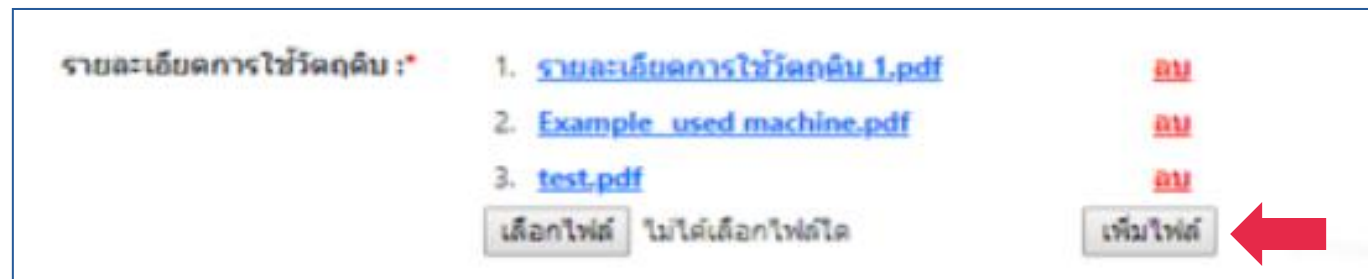 รายละเอียดการใช้วัตถุดิบ :* 1. รายละเอียดการใช้วัตถุดิบ 1.pdf ลบ
2. Example used machine.pdf ลบ
3. test.pdf ลบ
เลือกไฟล์ ไม่ได้เลือกไฟล์ใด เพิ่มไฟล์